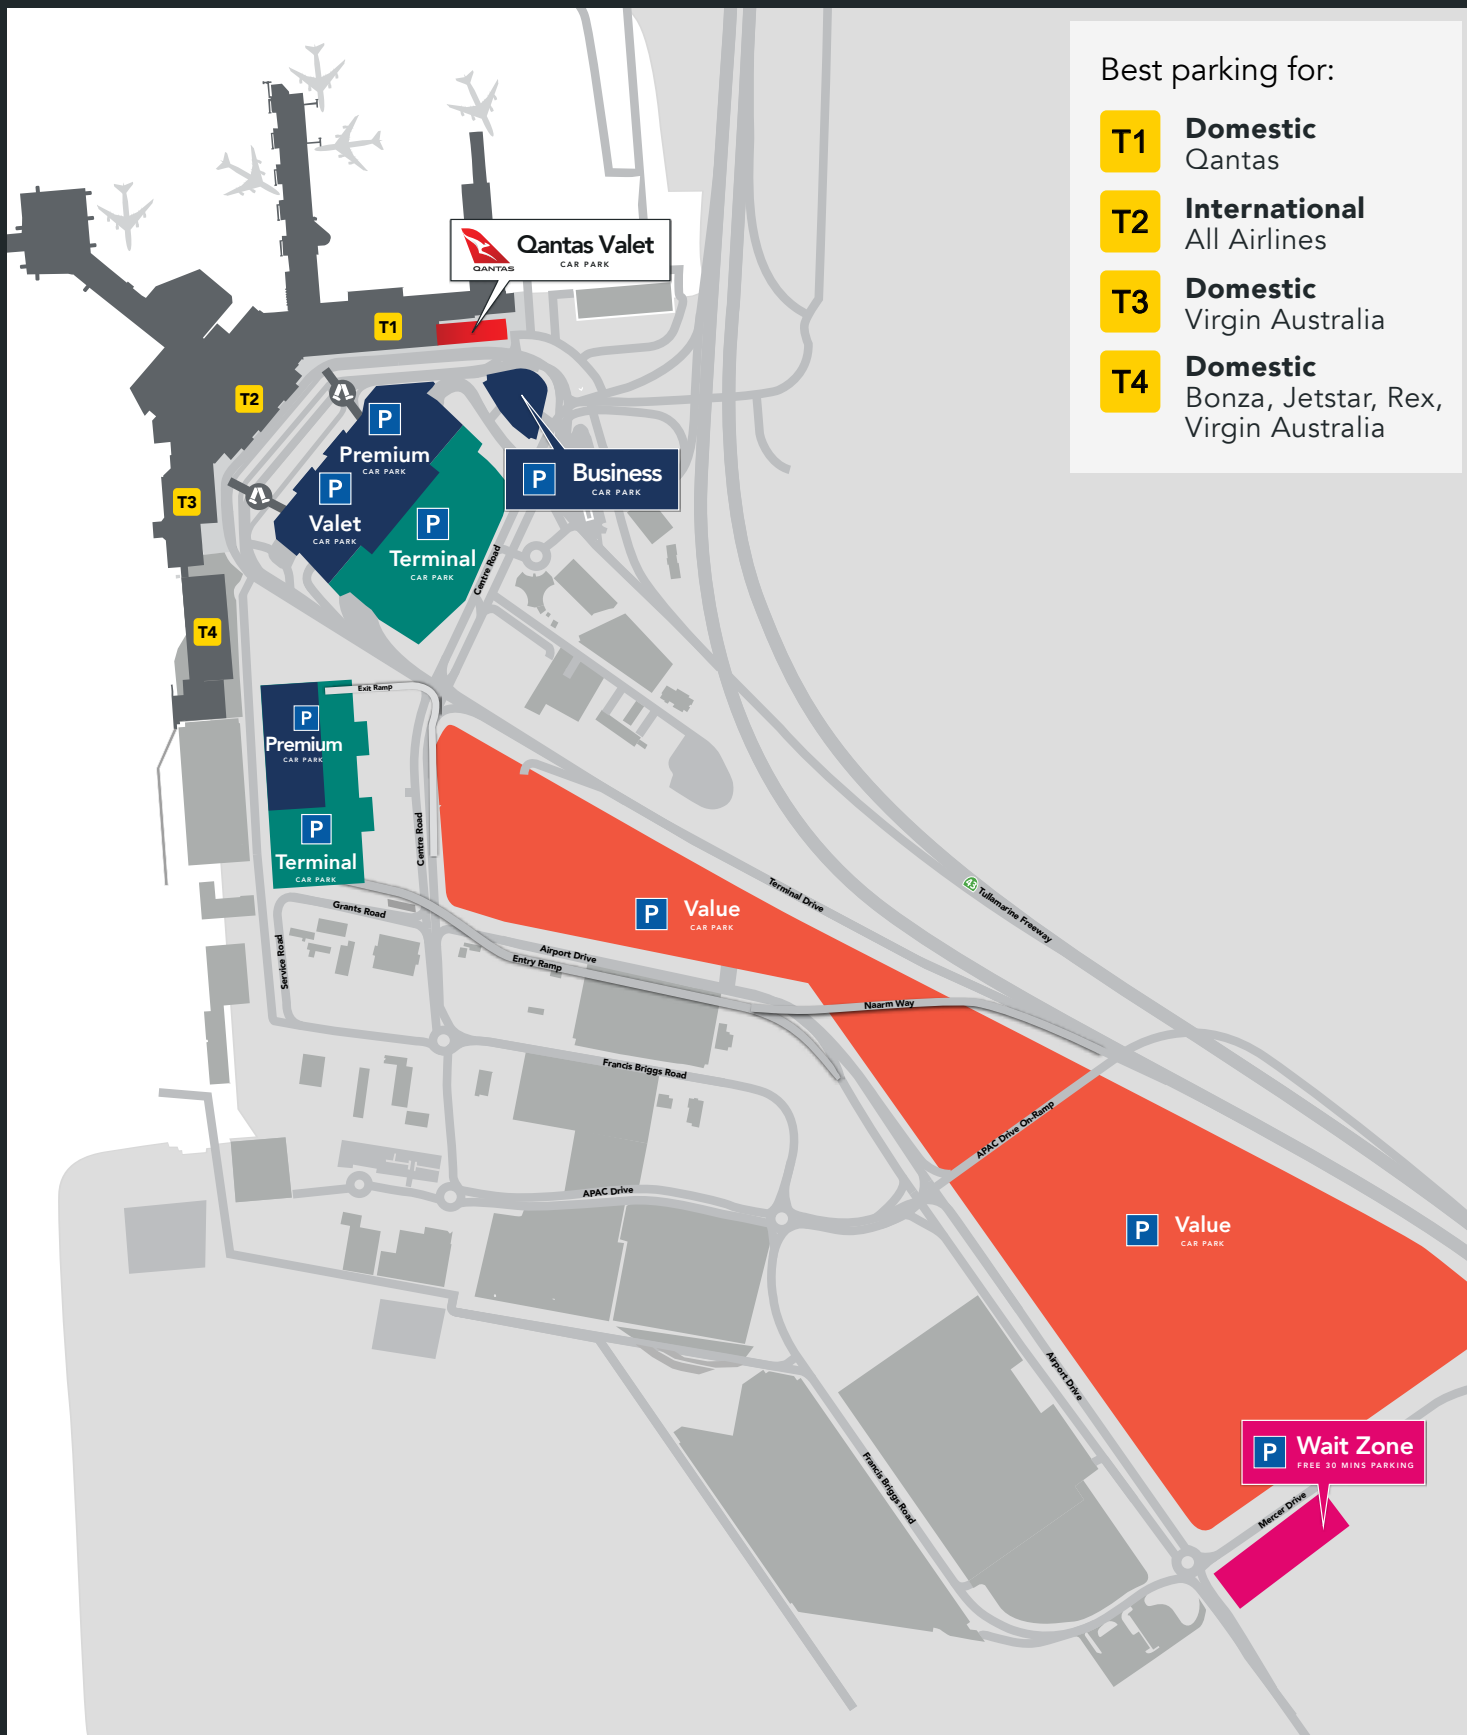 Best parking for:
T1
Domestic
Qantas
T2
International
All Airlines
T3
Domestic
Virgin Australia
T4
Domestic
Bonza, Jetstar, Rex,
Virgin Australia
QANTAS
Qantas Valet
CAR PARK
T1
T2
P
Premium
CAR PARK
P
Business
CAR PARK
P
Valet
CAR PARK
T3
P
Terminal
CAR PARK
Centre Road
T4
Exit Ramp
P
Premium
CAR PARK
P
Terminal
CAR PARK
Centre Road
Terminal Drive
43 Tullamarine Freeway
P
Value
CAR PARK
Grants Road
Service Road
Airport Drive
Entry Ramp
Naarm Way
Francis Briggs Road
APAC Drive On-Ramp
APAC Drive
P
Value
CAR PARK
Airport Drive
Francis Briggs Road
P
Wait Zone
FREE 30 MINS PARKING
Mercer Drive